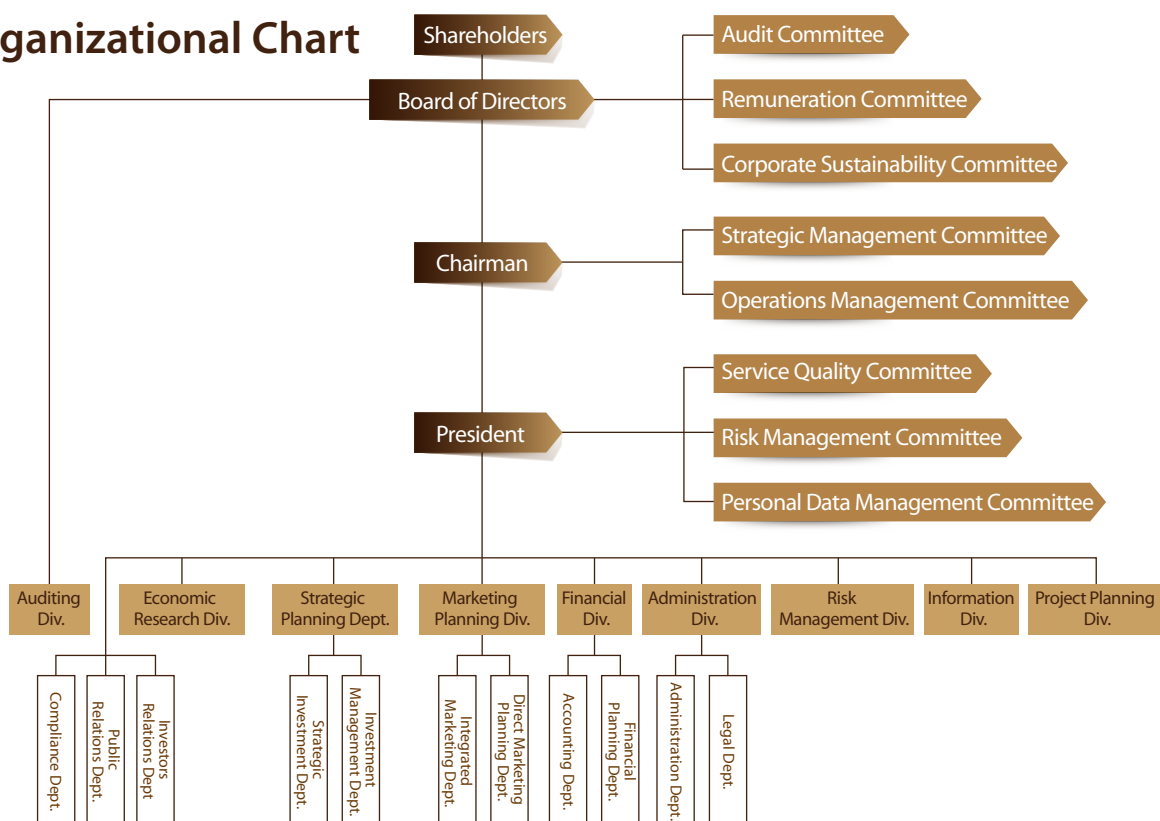 ganizational Chart
Shareholders
Audit Committee
Board of Directors
Remuneration Committee
Corporate Sustainability Committee
Strategic Management Committee
Chairman
Operations Management Committee
Service Quality Committee
President
Risk Management Committee
Personal Data Management Committee
Auditing
Div.
Economic
Research Div.
Strategic
Planning Dept.
Marketing
Planning Div.
Financial
Div.
Administration
Div.
Risk
Management Div.
Information
Div.
Project Planning
Div.
Compliance Dept.
Public
Relations Dept.
Investors
Relations Dept
Strategic
Investment Dept.
Investment
Management Dept.
Integrated
Marketing Dept.
Direct Marketing
Planning Dept.
Accounting Dept.
Financial
Planning Dept.
Administration Dept.
Legal Dept.